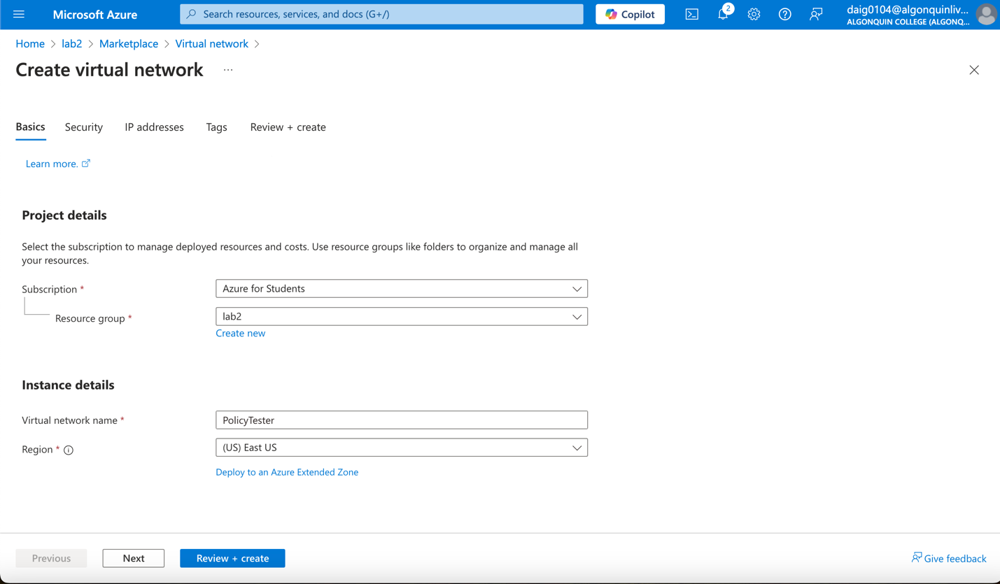 Microsoft Azure
Search resources, services, and docs (G+/)
Copilot
2
daig0104@algonquinliv...
ALGONQUIN COLLEGE (ALGONQ...
Home > lab2 > Marketplace > Virtual network >
Create virtual network ...
Basics Security IP addresses Tags Review + create
Learn more.
Project details
Select the subscription to manage deployed resources and costs. Use resource groups like folders to organize and manage all
your resources.
Subscription * Azure for Students
Resource group * lab2
Create new
Instance details
Virtual network name * PolicyTester
Region * (US) East US
Deploy to an Azure Extended Zone
Previous Next Review + create Give feedback